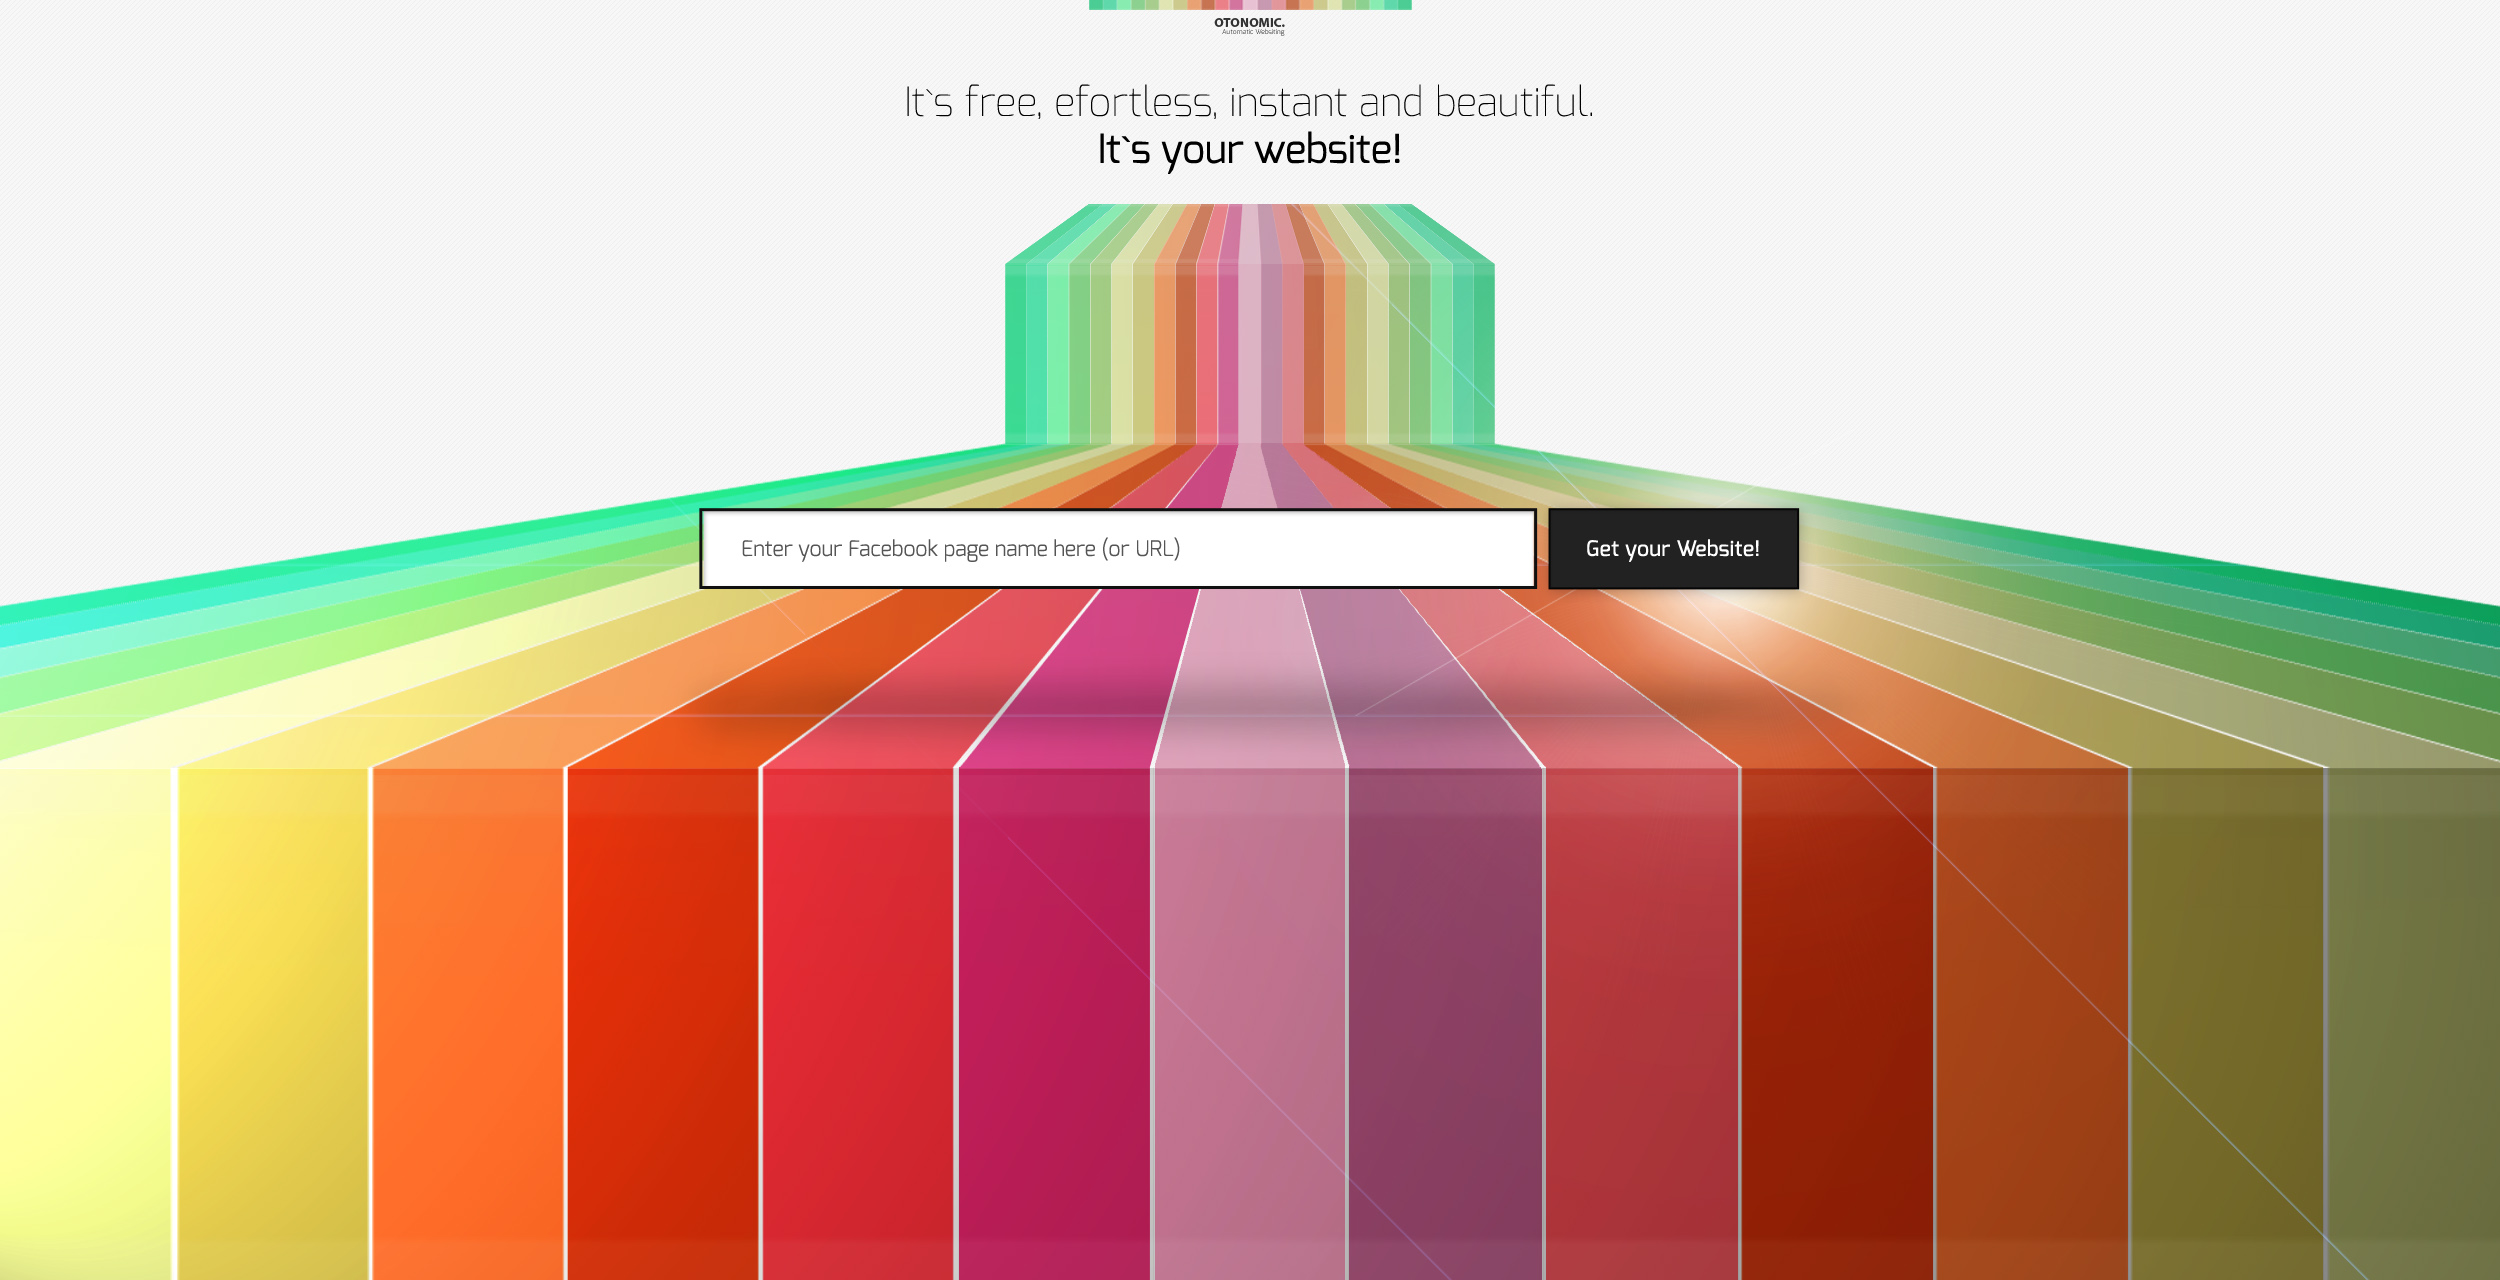 OTONOMIC.
Automatic Websiting
It`s free, efortless, instant and beautiful.
It`s your website!
Enter your Facebook page name here (or URL)
Get your Website!